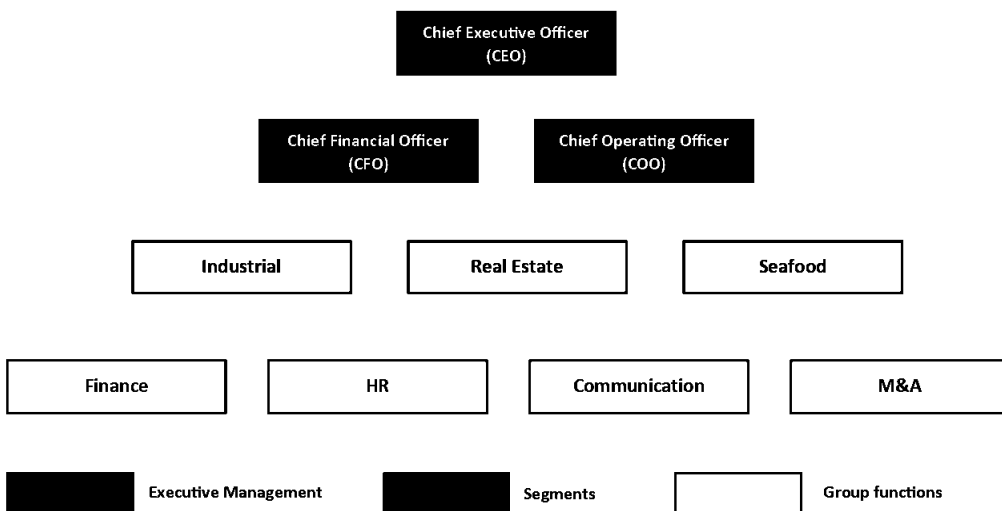 Chief Executive Officer
(CEO)
Chief Financial Officer
(CFO)
Chief Operating Officer
(COO)
Industrial
Real Estate
Seafood
Finance
HR
Communication
M&A
Executive Management
Segments
Group functions